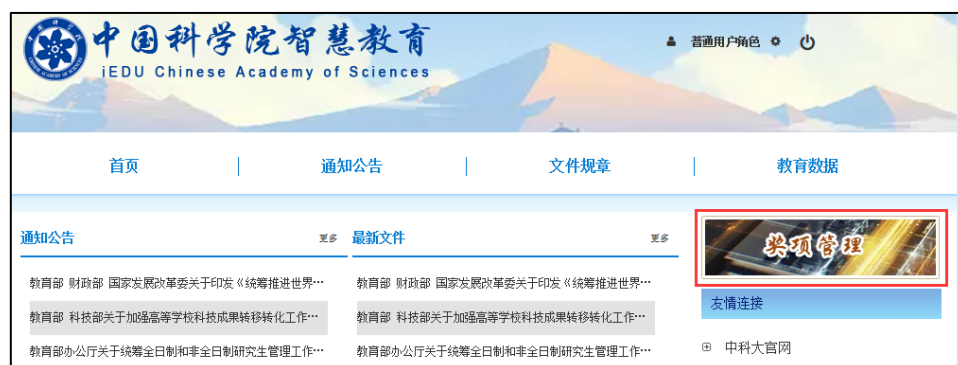 中国科学院智慧教育
iEDU Chinese Academy of Sciences
普通用户角色
首页
通知公告
文件规章
教育数据
通知公告
更多
最新文件
更多
奖项管理
教育部 财政部 国家发展改革委关于印发《统筹推进世界…
教育部 科技部关于加强高等学校科技成果转移转化工作…
教育部办公厅关于统筹全日制和非全日制研究生管理工作…
教育部 财政部 国家发展改革委关于印发《统筹推进世界…
教育部 科技部关于加强高等学校科技成果转移转化工作…
教育部办公厅关于统筹全日制和非全日制研究生管理工作…
友情连接
中科大官网